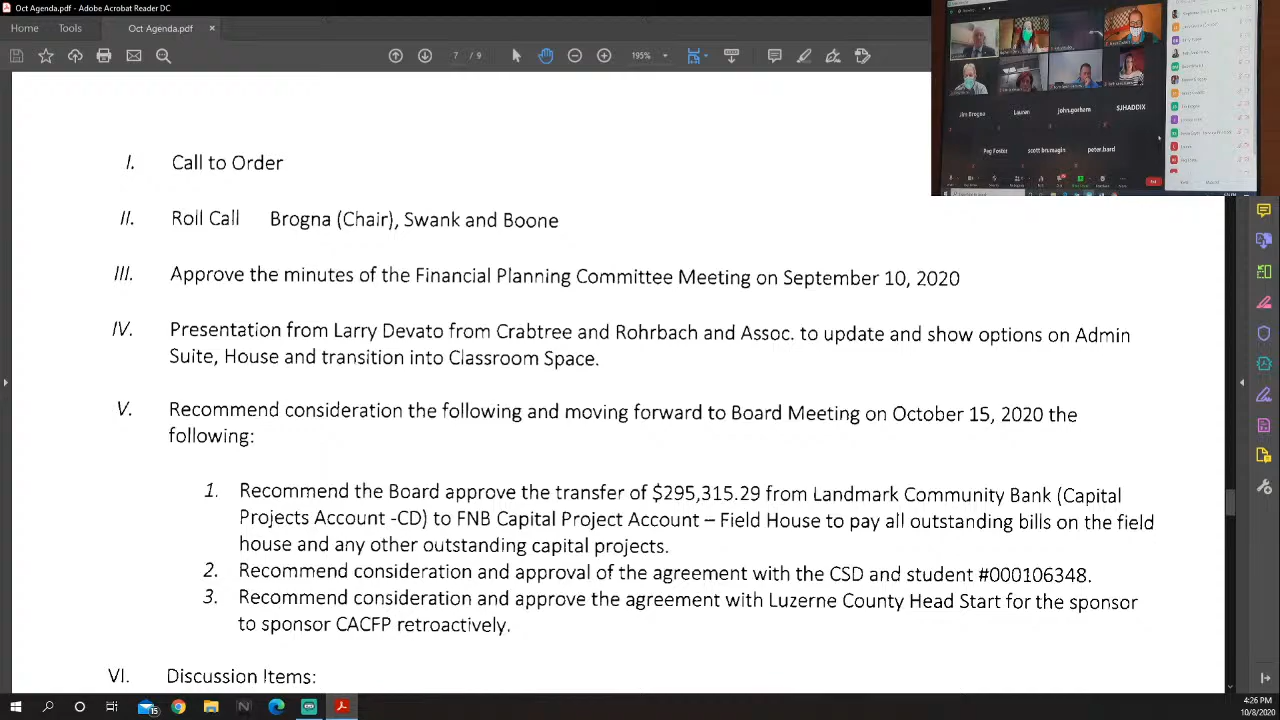 Oct Agenda.pdf - Adobe Acrobat Reader DC
Home Tools Oct Agenda.pdf
7 / 9 195%
I. Call to Order
II. Roll Call Brogna (Chair), Swank and Boone
III. Approve the minutes of the Financial Planning Committee Meeting on September 10, 2020
IV. Presentation from Larry Devato from Crabtree and Rohrbach and Assoc. to update and show options on Admin
Suite, House and transition into Classroom Space.
V. Recommend consideration the following and moving forward to Board Meeting on October 15, 2020 the
following:
1. Recommend the Board approve the transfer of $295,315.29 from Landmark Community Bank (Capital
Projects Account -CD) to FNB Capital Project Account – Field House to pay all outstanding bills on the field
house and any other outstanding capital projects.
2. Recommend consideration and approval of the agreement with the CSD and student #000106348.
3. Recommend consideration and approve the agreement with Luzerne County Head Start for the sponsor
to sponsor CACFP retroactively.
VI. Discussion Items:
Jim Brogna Lauren john.gorham SJHADDIX
Peg Foster scott brumagin peter.bard
4:26 PM
10/8/2020